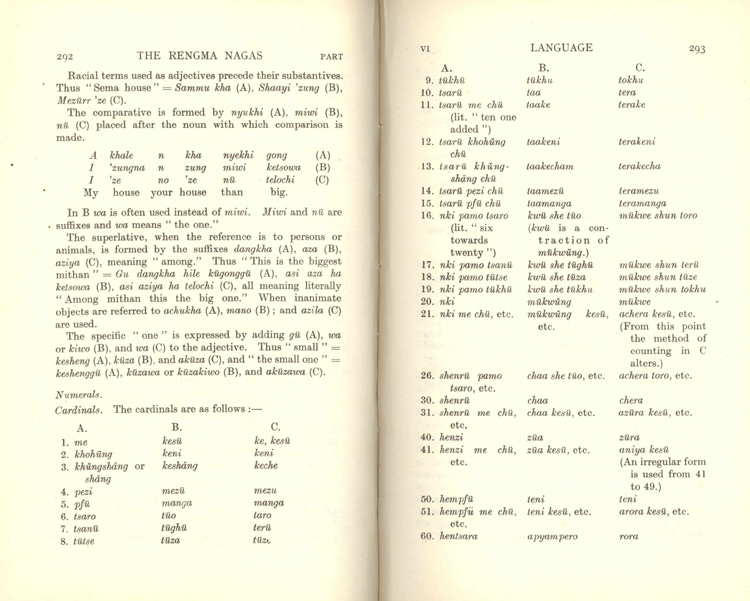 292 THE RENGMA NAGAS PART
Racial terms used as adjectives precede their substantives.
Thus “Sema house” = Sammu kha (A), Shaayi 'zung (B),
Mezürr 'ze (C).
The comparative is formed by nyukhi (A), miwi (B),
nü (C) placed after the noun with which comparison is
made.
A khale n kha nyekhi gong (A)
I 'zungna n zung miwi ketsowa (B)
I 'ze no 'ze nü telochi (C)
My house your house than big.
In B wa is often used instead of miwi. Miwi and nü are
suffixes and wa means “the one.”
The superlative, when the reference is to persons or
animals, is formed by the suffixes dangkha (A), aza (B),
aziya (C), meaning “among.” Thus “This is the biggest
mithan” = Gu dangkha hile kügonggü (A), asi aza ha
ketsowa (B), asi aziya ha telochi (C), all meaning literally
“Among mithan this the big one.” When inanimate
objects are referred to achukha (A), mano (B); and azila (C)
are used.
The specific “one” is expressed by adding gü (A), wa
or kiwo (B), and wa (C) to the adjective. Thus “small” =
kesheng (A), küza (B), and aküza (C), and “the small one” =
keshenggü (A), küzawa or küzakiwo (B), and aküzawa (C).
Numerals.
Cardinals. The cardinals are as follows :—
A. B. C.
1. me kesü ke, kesü
2. khohüng keni keni
3. khüngshäng or keshäng keche
shäng
4. pezi mezü mezu
5. pfü manga manga
6. tsaro tüo taro
7. tsanü tüghü terü
8. tütse tüza
VI LANGUAGE 293
A. B. C.
9. tükhü tükhu tokhu
10. tsarü taa tera
11. tsarü me chü taake terake
(lit. “ten one
added”)
12. tsarü khohüng taakeni terakeni
chü
13. tsarü khüng- taakecham terakecha
shäng chü
14. tsarü pezi chü taamezü teramezu
15. tsarü pfü chü taamanga teramanga
16. nki pamo tsaro kwü she tüo mükwe shun toro
(lit. “six (kwü is a con-
towards traction of
twenty”) mükwüng.)
17. nki pamo tsanü kwü she tüghü mükwe shun terü
18. nki pamo tütse kwü she tüza mükwe shun tüze
19. nki pamo tükhü kwü she tükhu mükwe shun tokhu
20. nki mükwüng mükwe
21. nki me chü, etc. mükwüng kesü, achera kesü, etc.
etc. (From this point
the method of
counting in C
alters.)
26. shenrü pamo chaa she tüo, etc. achera toro, etc.
tsaro, etc.
30. shenrü chaa chera
31. shenrü me chü, chaa kesü, etc. azüra kesü, etc.
etc.
40. henzi züa züra
41. henzi me chü, züa kesü, etc. aniya kesü
etc. (An irregular form
is used from 41
to 49.)
50. hempfü teni teni
51. hempfü me chü, teni kesü, etc. arora kesü, etc.
etc.
60. hentsara apyampero rora